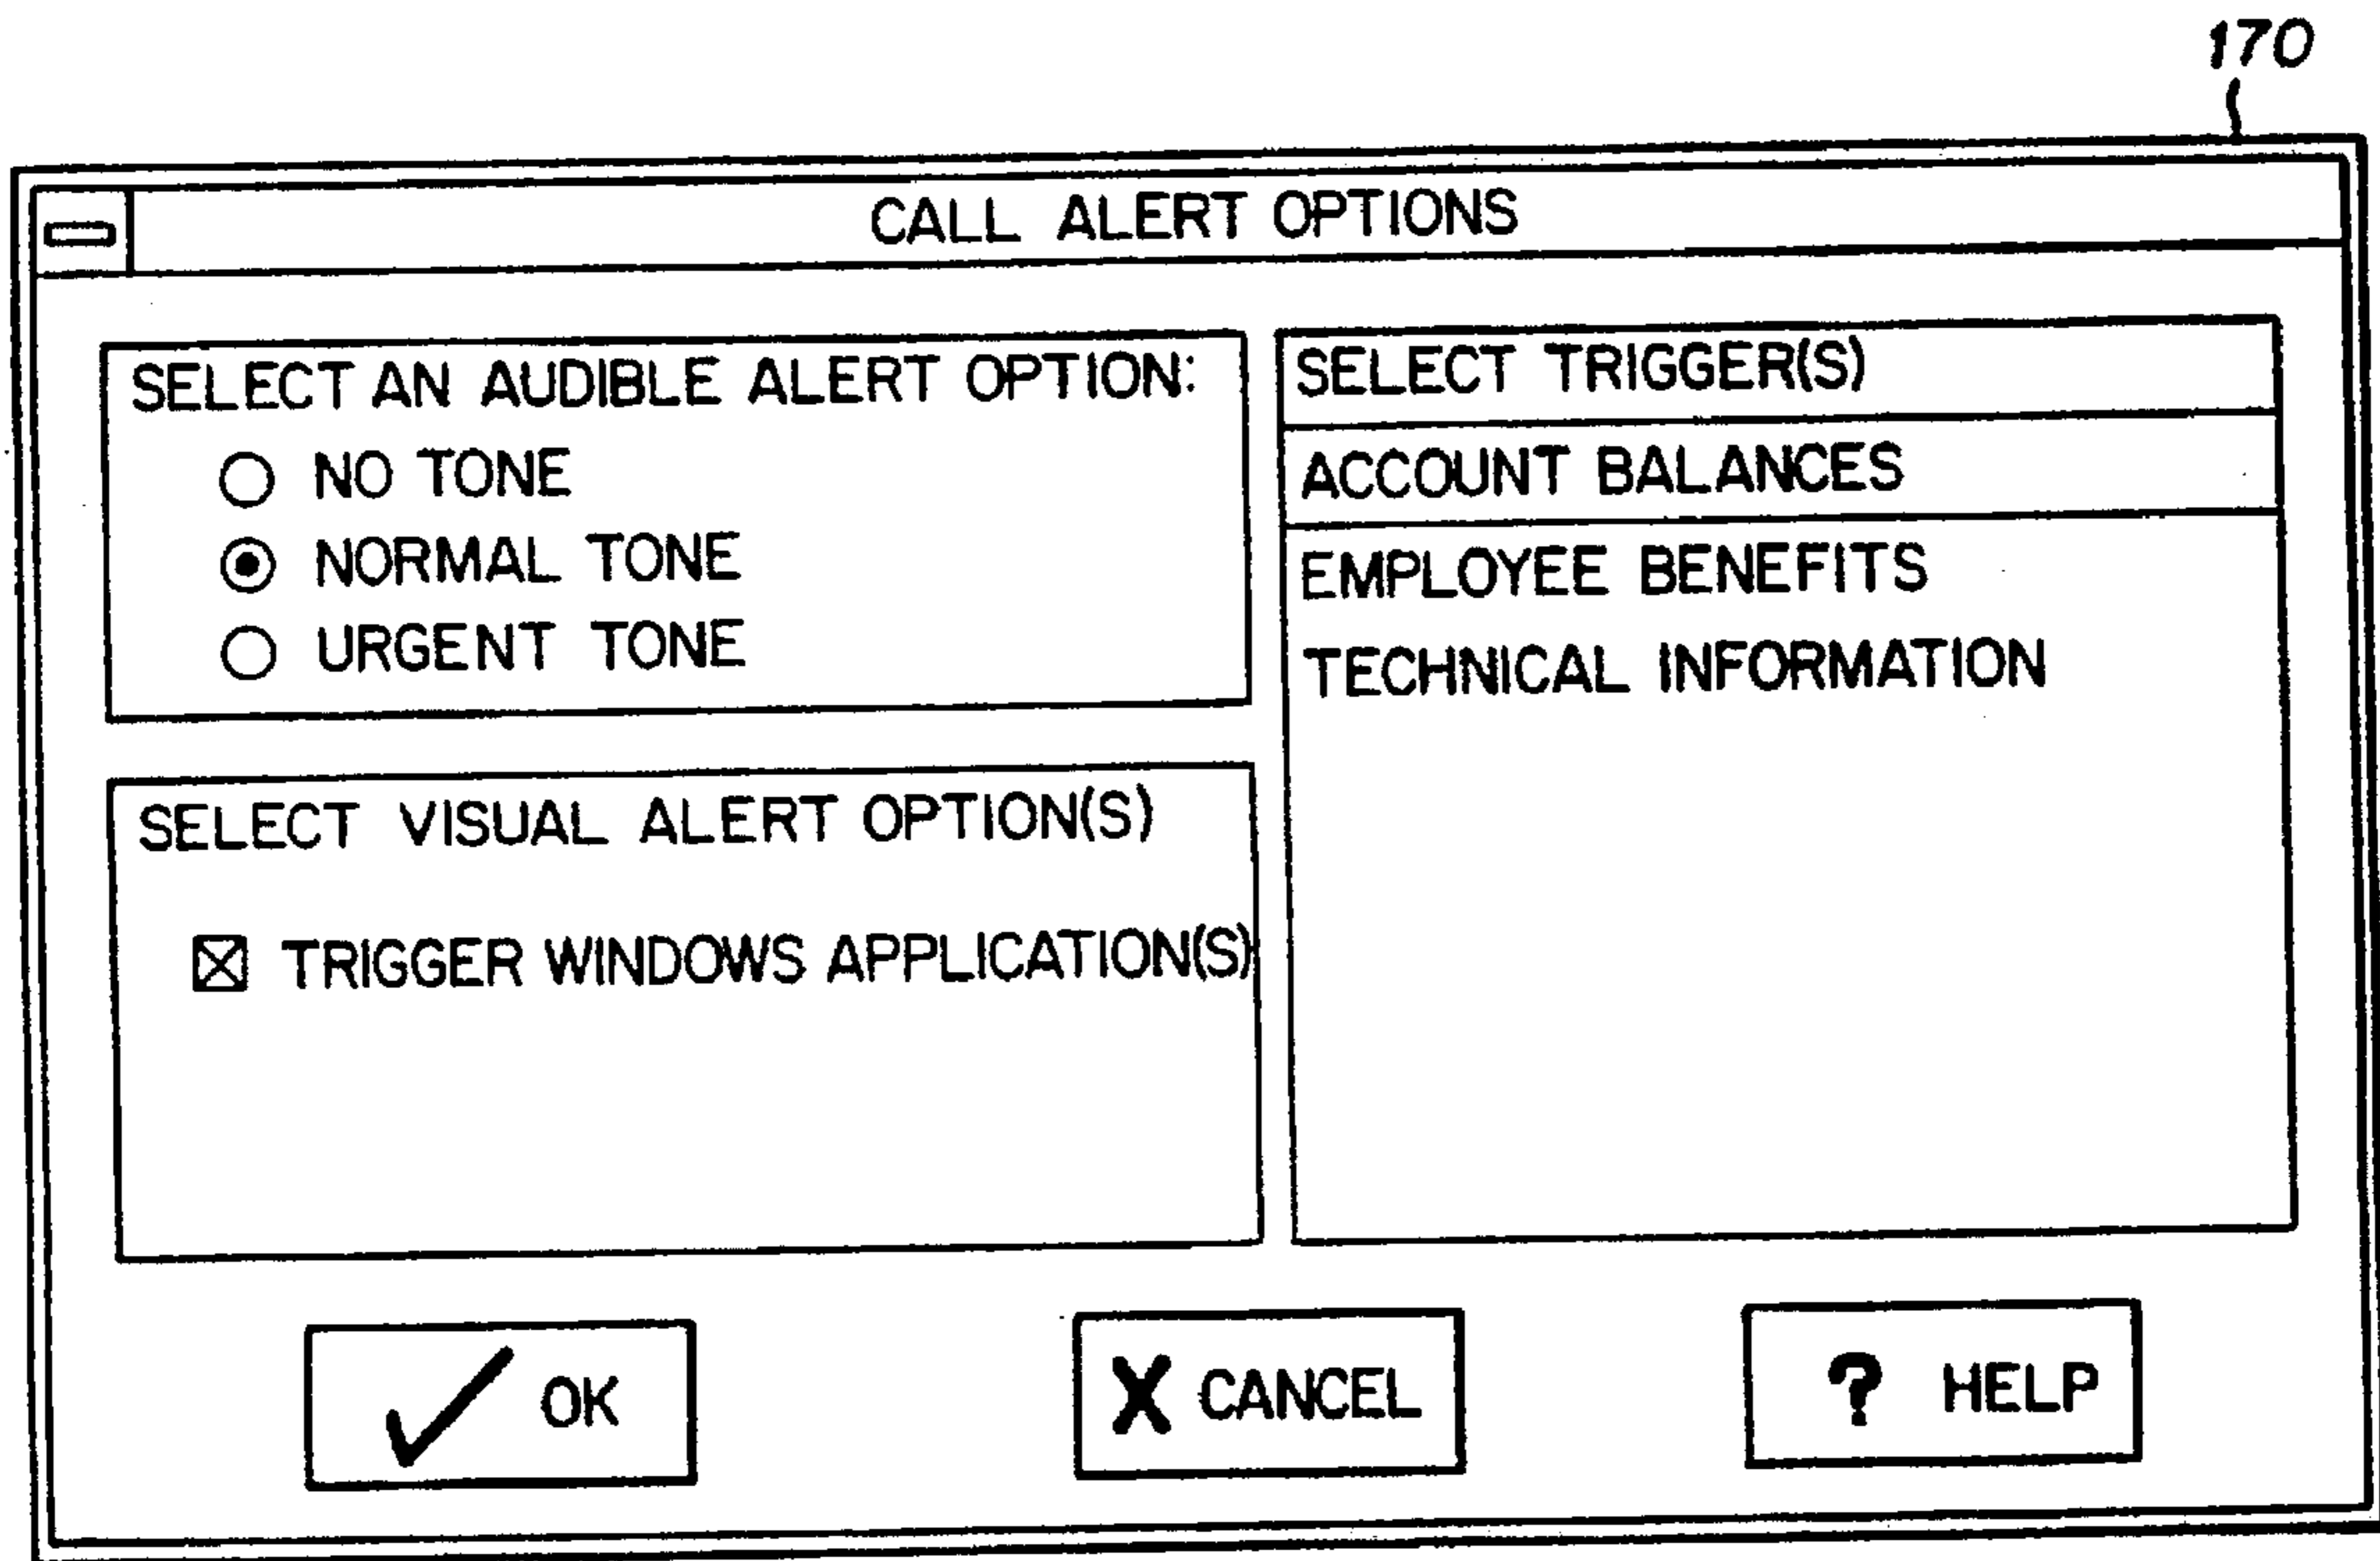 170
CALL ALERT OPTIONS
SELECT AN AUDIBLE ALERT OPTION:
NO TONE
NORMAL TONE
URGENT TONE
SELECT VISUAL ALERT OPTION(S)
TRIGGER WINDOWS APPLICATION(S)
SELECT TRIGGER(S)
ACCOUNT BALANCES
EMPLOYEE BENEFITS
TECHNICAL INFORMATION
OK
X CANCEL
? HELP